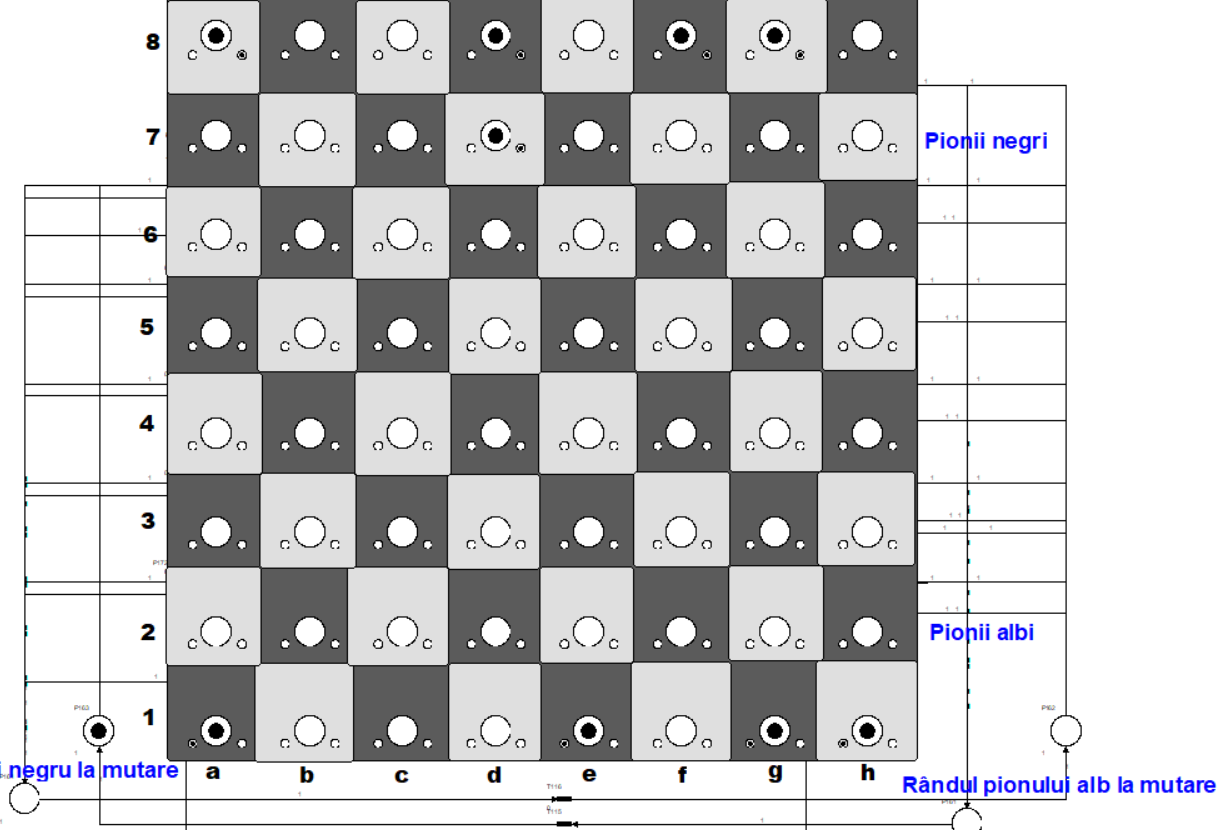 8
7
Pionii negri
6
5
4
3
P172
2
Pionii albi
1
P163
P162
i negru la mutare
a b c d e f g h
Rândul pionului alb la mutare
T116
T115
P161